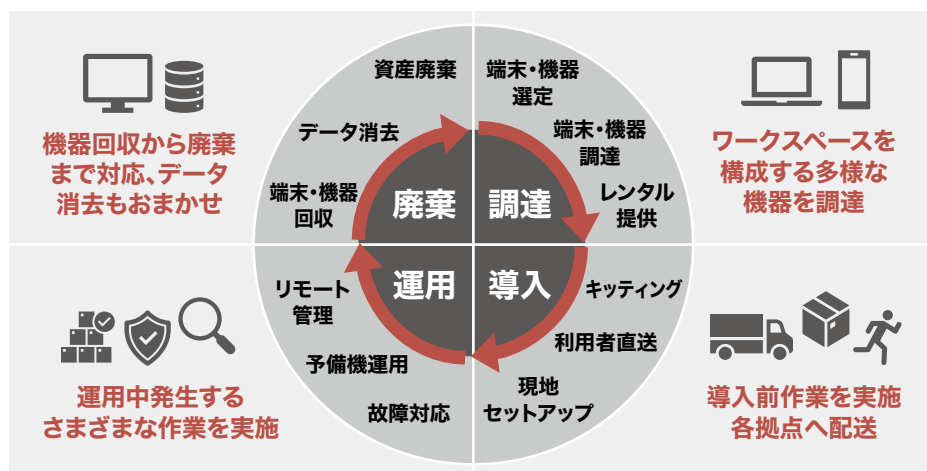 機器回収から廃棄
まで対応、データ
消去もおまかせ
資産廃棄
データ消去
端末・機器
回収
廃棄
調達
端末・機器
選定
端末・機器
調達
レンタル
提供
ワークスペースを
構成する多様な
機器を調達
運用中発生する
さまざまな作業を実施
リモート
管理
予備機運用
故障対応
運用
導入
キッティング
利用者直送
現地
セットアップ
導入前作業を実施
各拠点へ配送